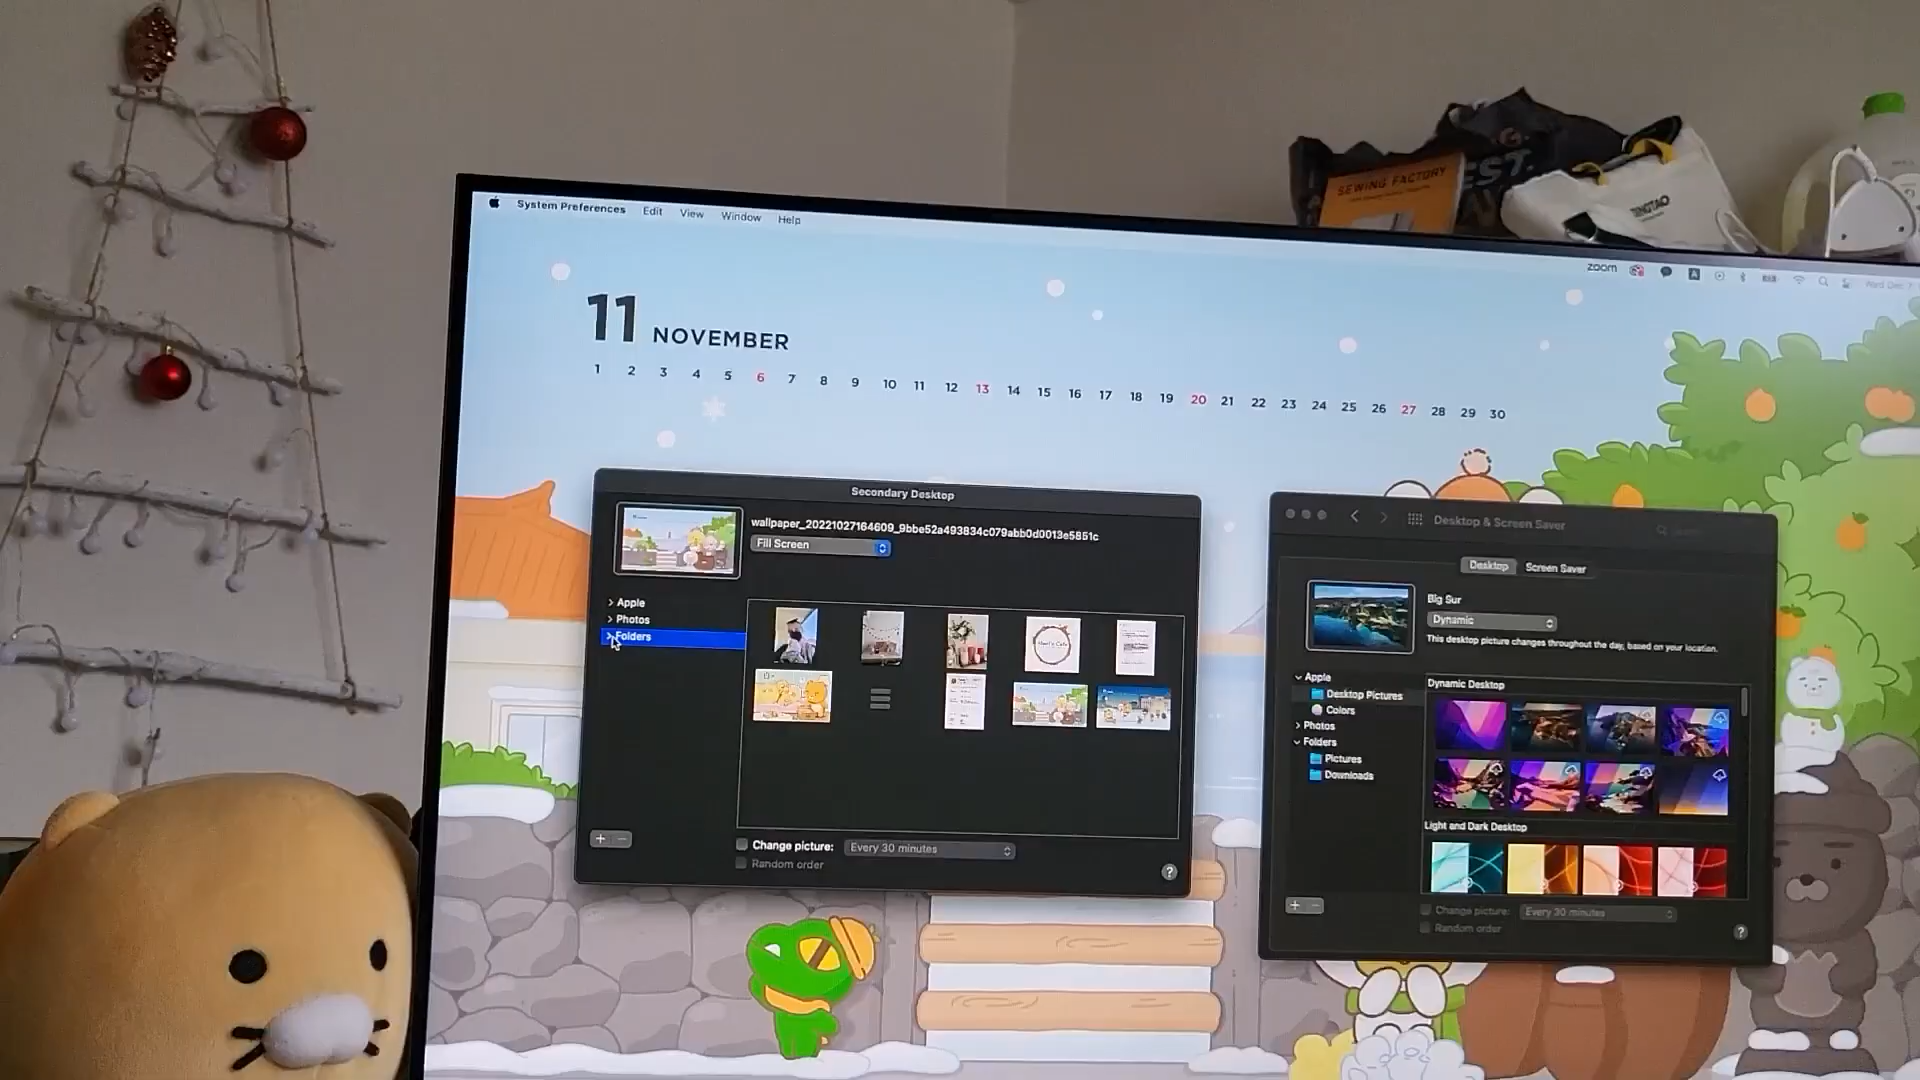 SEWING FACTORY
EST.
TINGTAO
System Preferences Edit View Window Help
zoom
11 NOVEMBER
1 2 3 4 5 6 7 8 9 10 11 12 13 14 15 16 17 18 19 20 21 22 23 24 25 26 27 28 29 30
Secondary Desktop
wallpaper_20221027164609_9bbe52a493834c079abb0d0013e5851c
Fill Screen
Apple
Photos
Folders
Change picture: Every 30 minutes
Random order
?
Desktop & Screen Saver
Desktop Screen Saver
Big Sur
Dynamic
This desktop picture changes throughout the day, based on your location.
Apple
Desktop Pictures
Colors
Photos
Folders
Pictures
Downloads
Dynamic Desktop
Light and Dark Desktop
Change picture: Every 30 minutes
Random order
?